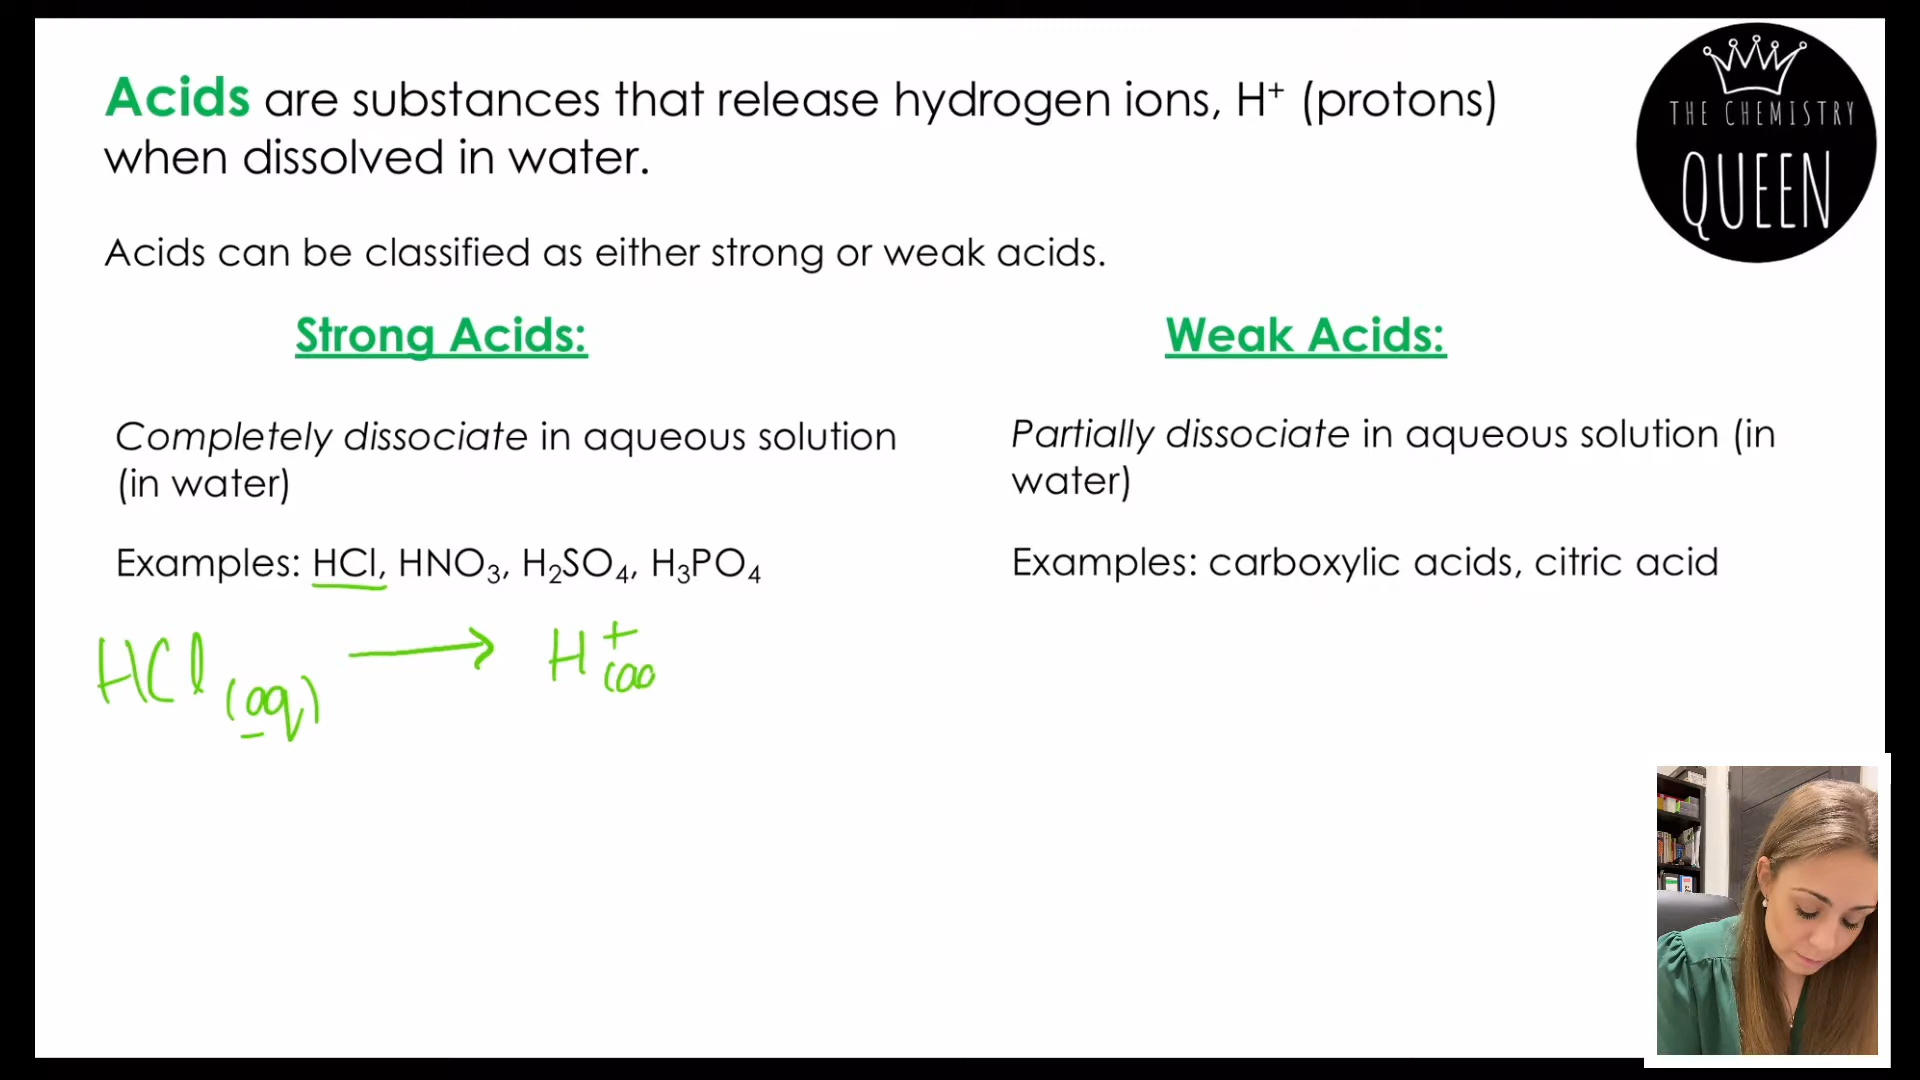 Acids are substances that release hydrogen ions, H⁺ (protons)
when dissolved in water.
THE CHEMISTRY
QUEEN
Acids can be classified as either strong or weak acids.
Strong Acids:
Completely dissociate in aqueous solution
(in water)
Examples: HCl, HNO₃, H₂SO₄, H₃PO₄
HCl (aq) → H⁺ (aq
Weak Acids:
Partially dissociate in aqueous solution (in
water)
Examples: carboxylic acids, citric acid